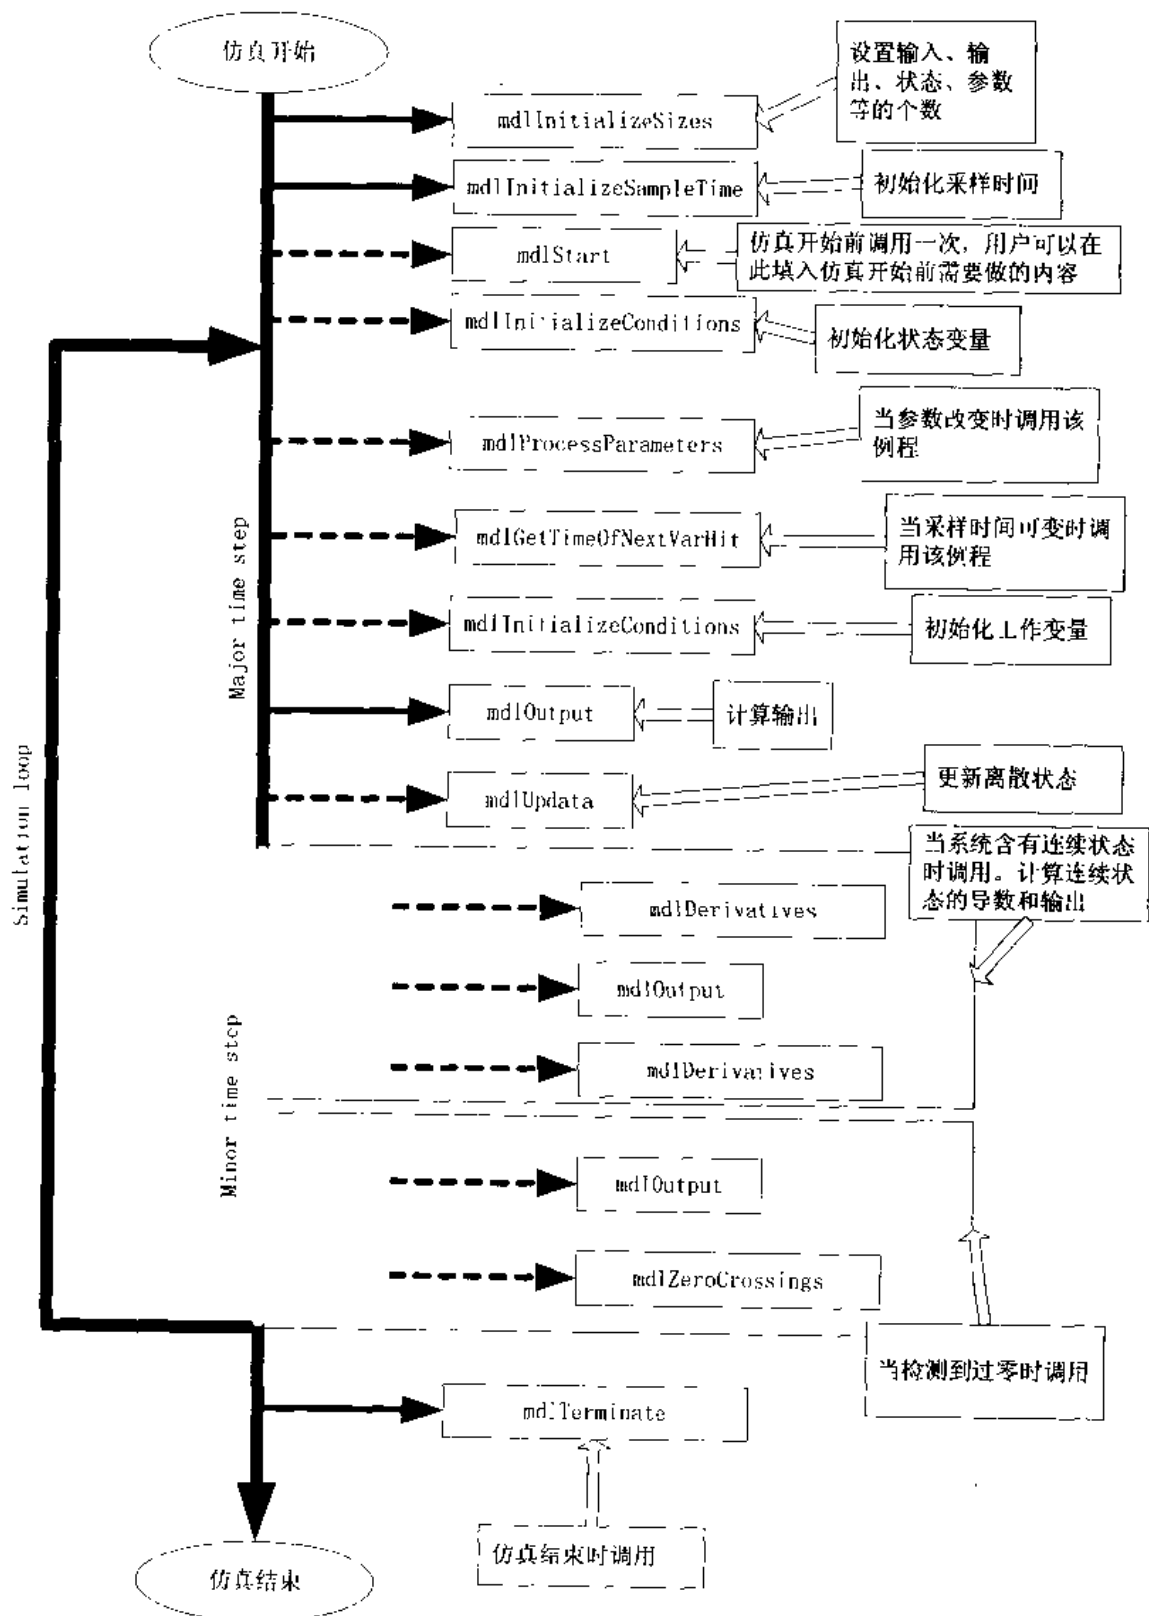 仿真开始
设置输入、输
出、状态、参数
等的个数
mdlInitializeSizes
mdlInitializeSampleTime
初始化采样时间
mdlStart
仿真开始前调用一次，用户可以在
此填入仿真开始前需要做的内容
mdlInitializeConditions
初始化状态变量
mdlProcessParameters
当参数改变时调用该
例程
mdlGetTimeOfNextVarHit
当采样时间可变时调
用该例程
mdlInitializeConditions
初始化工作变量
Major time step
mdlOutput
计算输出
mdlUpdata
更新离散状态
Simulation loop
当系统含有连续状态
时调用。计算连续状
态的导数和输出
mdlDerivatives
mdlOutput
mdlDerivatives
Minor time step
mdlOutput
mdlZeroCrossings
当检测到过零时调用
mdlTerminate
仿真结束时调用
仿真结束